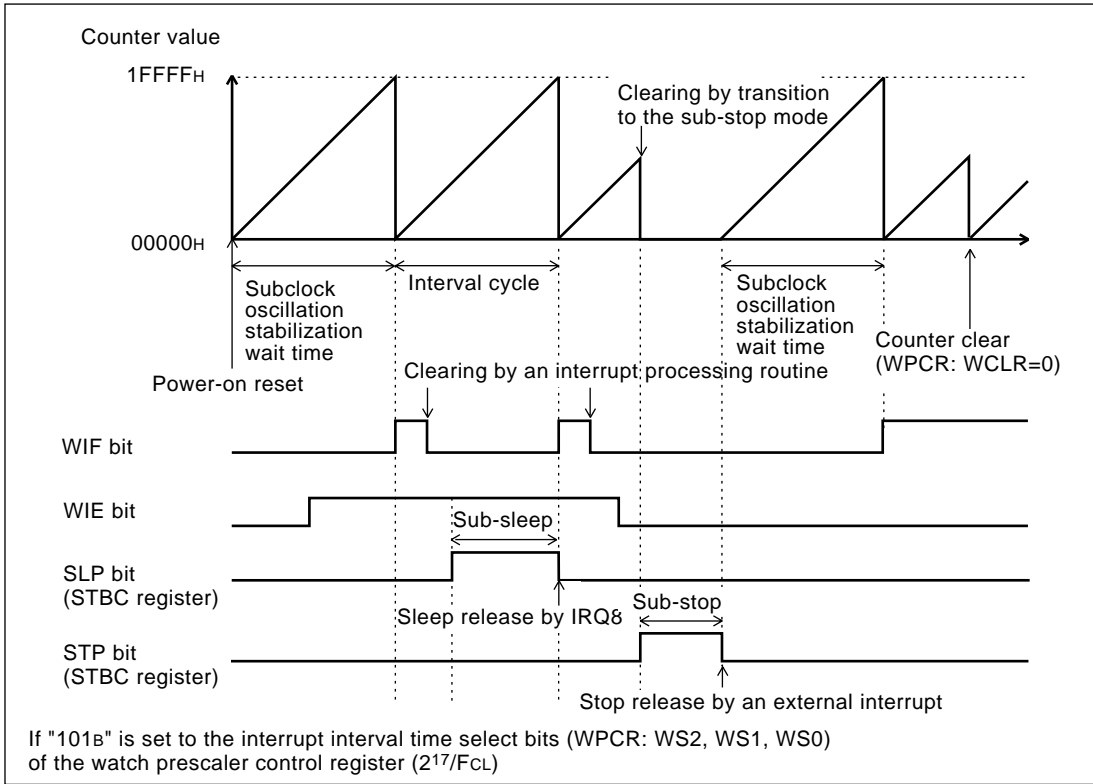 Counter value
1FFFFH
Clearing by transition
to the sub-stop mode
00000H
Subclock
oscillation
stabilization
wait time
Interval cycle
Subclock
oscillation
stabilization
wait time
Counter clear
(WPCR: WCLR=0)
Power-on reset
Clearing by an interrupt processing routine
WIF bit
WIE bit
Sub-sleep
SLP bit
(STBC register)
Sleep release by IRQ8
Sub-stop
STP bit
(STBC register)
Stop release by an external interrupt
If "101B" is set to the interrupt interval time select bits (WPCR: WS2, WS1, WS0)
of the watch prescaler control register (2¹⁷/FCL)